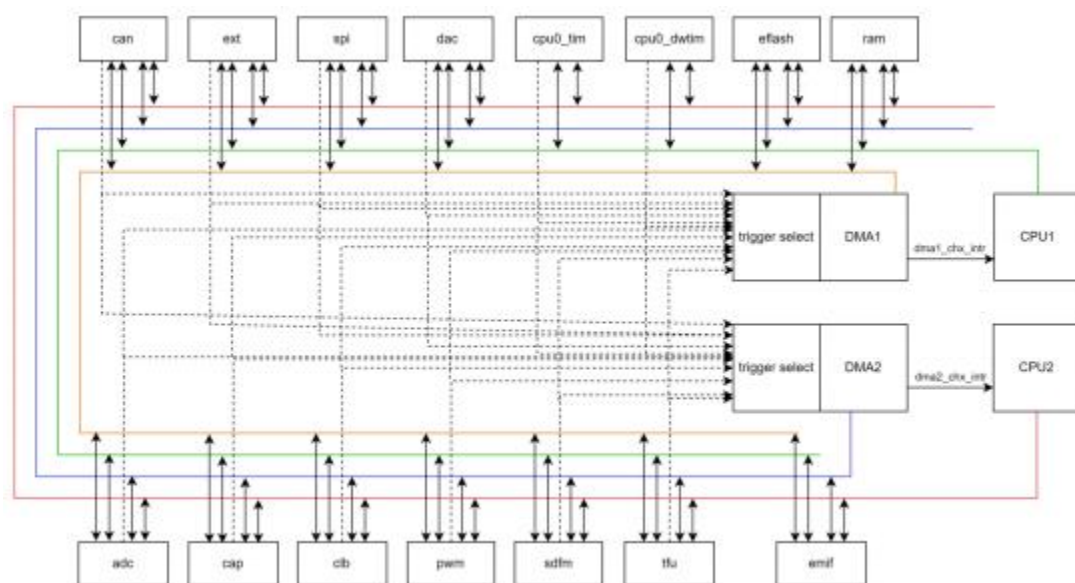 can
ext
spi
dac
cpu0_tim
cpu0_dwtim
eflash
ram
trigger select
DMA1
dma1_chx_intr
CPU1
trigger select
DMA2
dma2_chx_intr
CPU2
adc
cap
clb
pwm
sdfm
tfu
emif